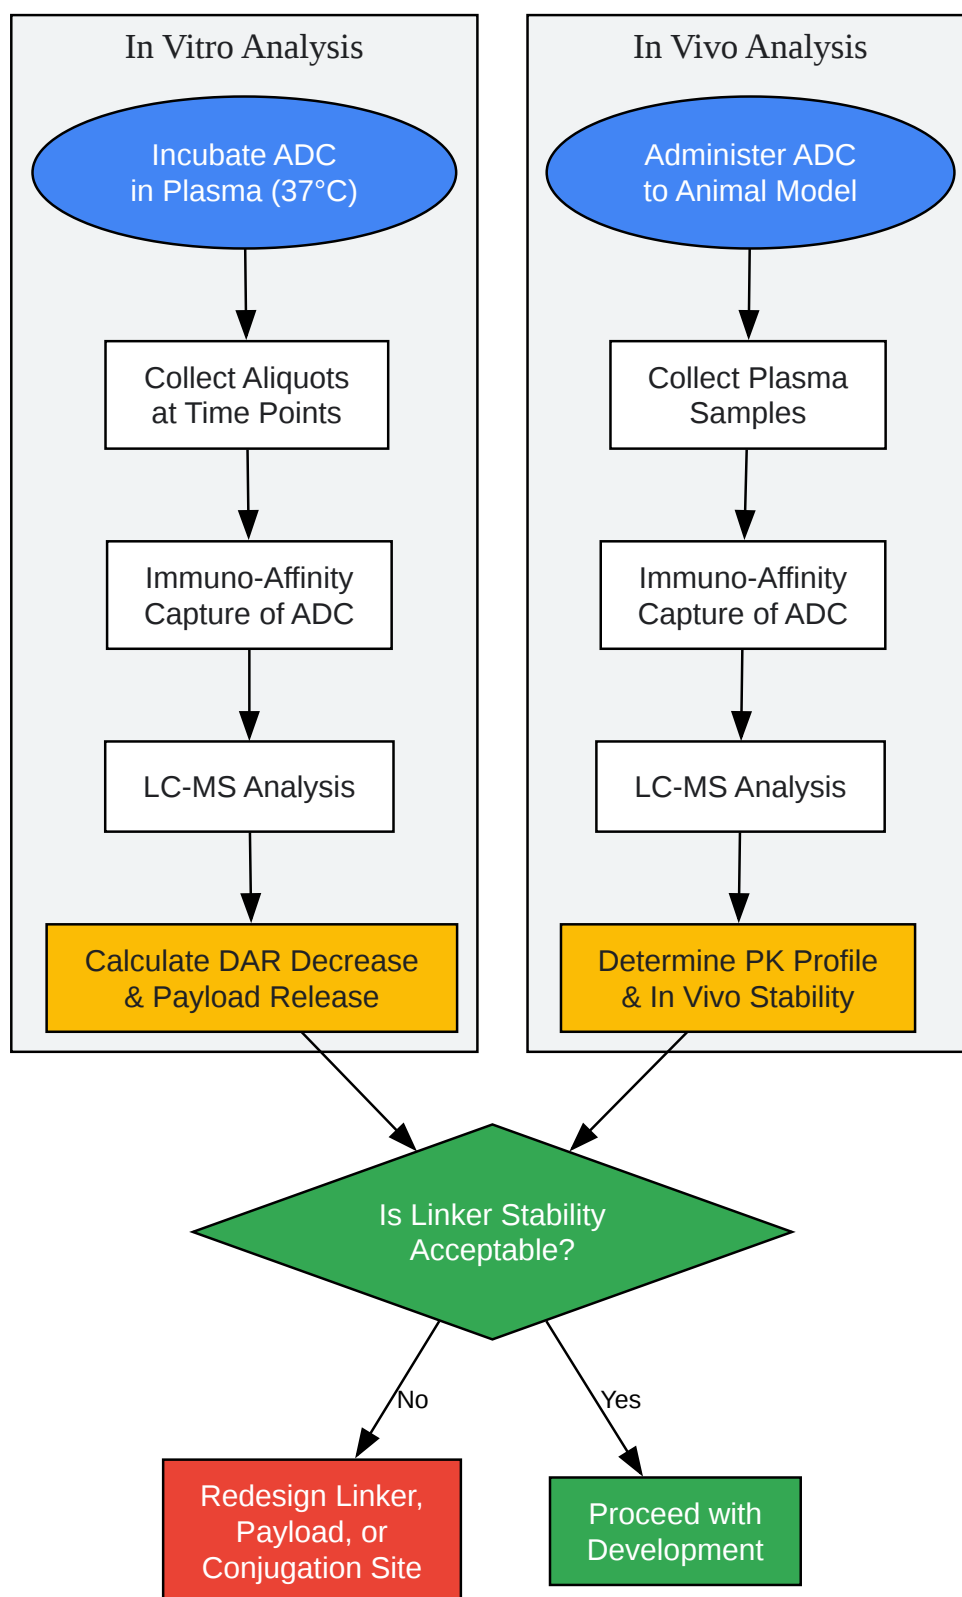 In Vitro Analysis
Incubate ADC
in Plasma (37°C)
Collect Aliquots
at Time Points
Immuno-Affinity
Capture of ADC
LC-MS Analysis
Calculate DAR Decrease
& Payload Release
In Vivo Analysis
Administer ADC
to Animal Model
Collect Plasma
Samples
Immuno-Affinity
Capture of ADC
LC-MS Analysis
Determine PK Profile
& In Vivo Stability
Is Linker Stability
Acceptable?
No
Yes
Redesign Linker,
Payload, or
Conjugation Site
Proceed with
Development